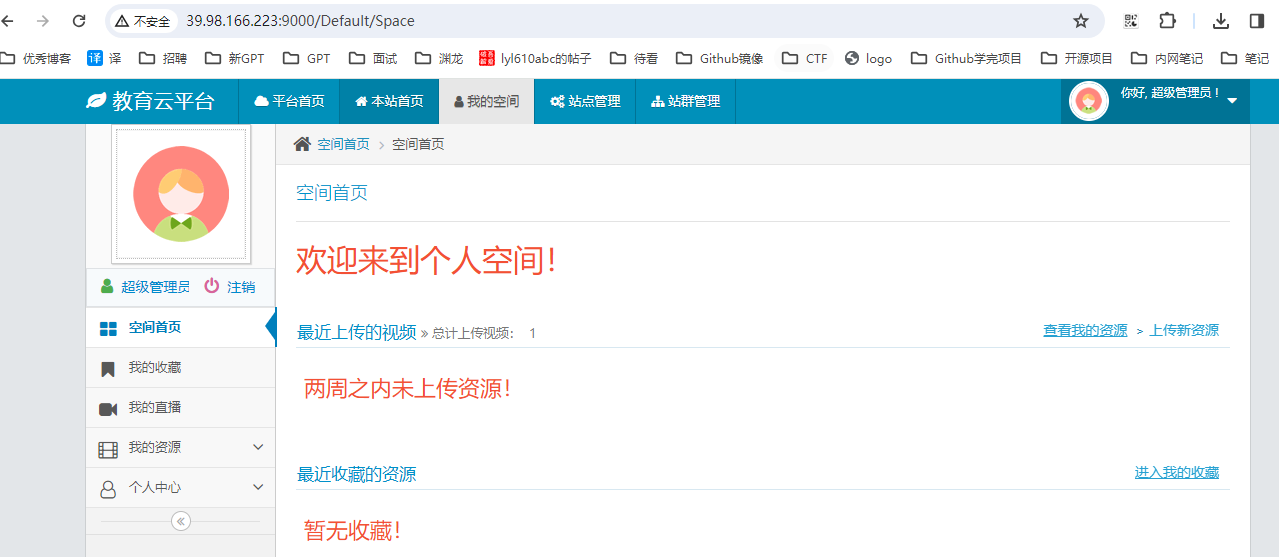 不安全 39.98.166.223:9000/Default/Space
优秀博客 译 译 招聘 新GPT GPT 面试 渊龙 lyl610abc的帖子 待看 Github镜像 CTF logo Github学完项目 开源项目 内网笔记 笔记
教育云平台 平台首页 本站首页 我的空间 站点管理 站群管理 你好, 超级管理员！
空间首页 > 空间首页
空间首页
欢迎来到个人空间！
超级管理员 注销
空间首页
最近上传的视频 » 总计上传视频： 1 查看我的资源 > 上传新资源
我的收藏
两周之内未上传资源！
我的直播
我的资源
最近收藏的资源 进入我的收藏
个人中心
暂无收藏！